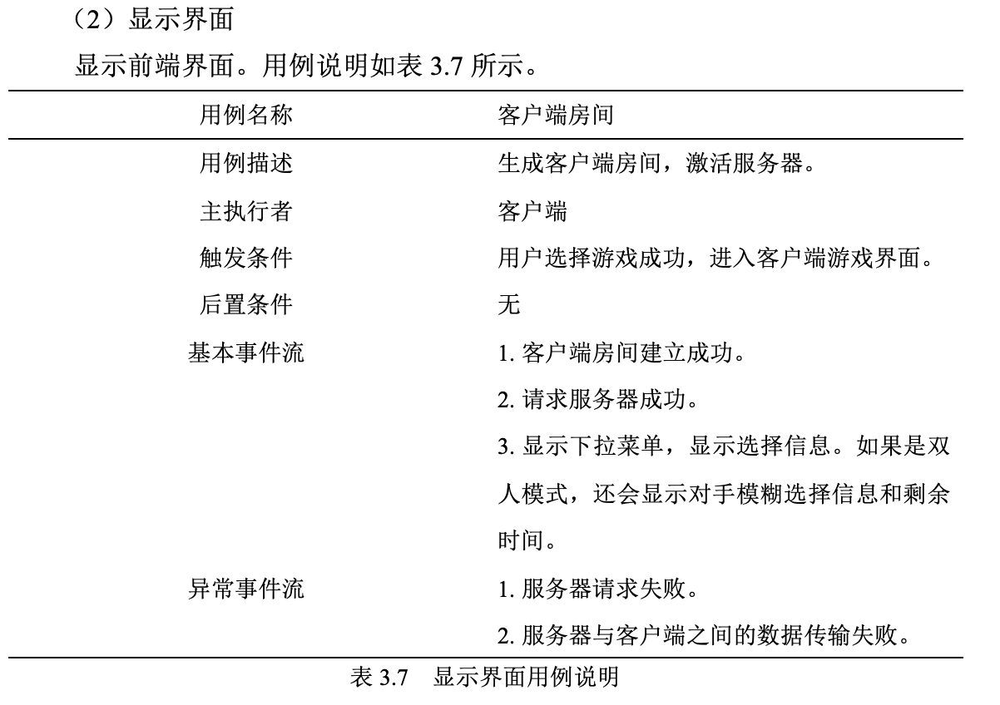 （2）显示界面
显示前端界面。用例说明如表 3.7 所示。
用例名称 客户端房间
用例描述 生成客户端房间，激活服务器。
主执行者 客户端
触发条件 用户选择游戏成功，进入客户端游戏界面。
后置条件 无
基本事件流 1. 客户端房间建立成功。
2. 请求服务器成功。
3. 显示下拉菜单，显示选择信息。如果是双
人模式，还会显示对手模糊选择信息和剩余
时间。
异常事件流 1. 服务器请求失败。
2. 服务器与客户端之间的数据传输失败。
表 3.7 显示界面用例说明